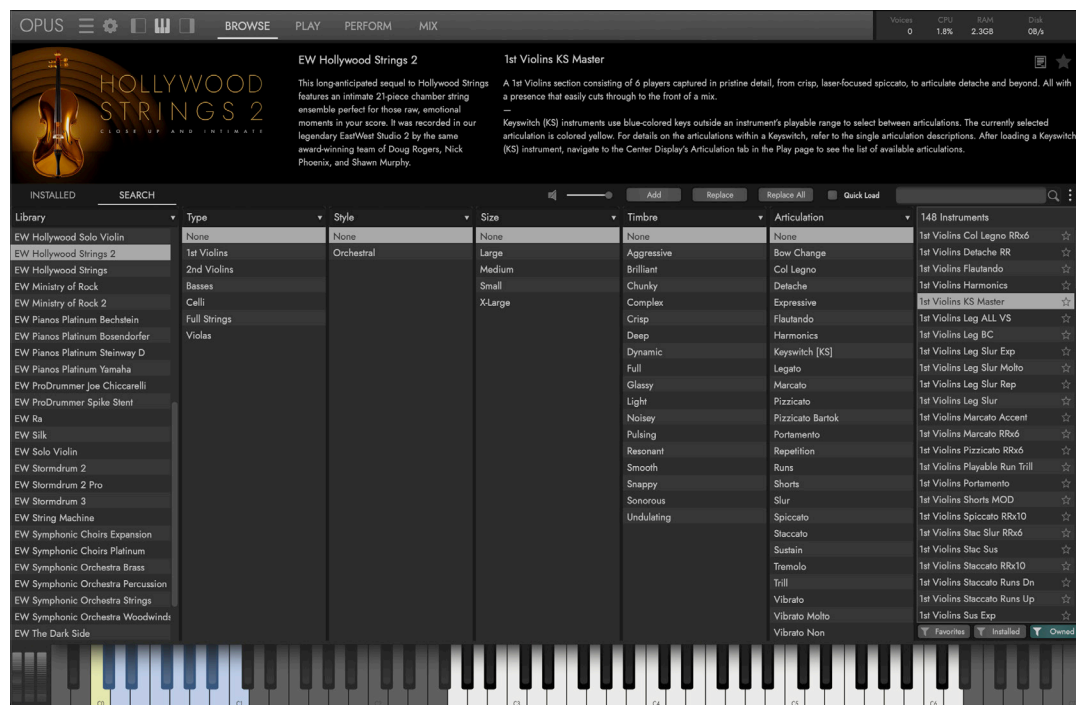 OPUS
BROWSE PLAY PERFORM MIX
Voices CPU RAM Disk
0 1.8% 2.3GB 0B/s
HOLLYWOOD
STRINGS 2
CLOSE UP AND INTIMATE
EW Hollywood Strings 2
This long-anticipated sequel to Hollywood Strings
features an intimate 21-piece chamber string
ensemble perfect for those raw, emotional
moments in your score. It was recorded in our
legendary EastWest Studio 2 by the same
award-winning team of Doug Rogers, Nick
Phoenix, and Shawn Murphy.
1st Violins KS Master
A 1st Violins section consisting of 6 players captured in pristine detail, from crisp, laser-focused spiccato, to articulate detache and beyond. All with
a presence that easily cuts through to the front of a mix.
—
Keyswitch (KS) instruments use blue-colored keys outside an instrument's playable range to select between articulations. The currently selected
articulation is colored yellow. For details on the articulations within a Keyswitch, refer to the single articulation descriptions. After loading a Keyswitch
(KS) instrument, navigate to the Center Display's Articulation tab in the Play page to see the list of available articulations.
INSTALLED SEARCH
Add Replace Replace All Quick Load
Library
EW Hollywood Solo Violin
EW Hollywood Strings 2
EW Hollywood Strings
EW Ministry of Rock
EW Ministry of Rock 2
EW Pianos Platinum Bechstein
EW Pianos Platinum Bosendorfer
EW Pianos Platinum Steinway D
EW Pianos Platinum Yamaha
EW ProDrummer Joe Chiccarelli
EW ProDrummer Spike Stent
EW Ra
EW Silk
EW Solo Violin
EW Stormdrum 2
EW Stormdrum 2 Pro
EW Stormdrum 3
EW String Machine
EW Symphonic Choirs Expansion
EW Symphonic Choirs Platinum
EW Symphonic Orchestra Brass
EW Symphonic Orchestra Percussion
EW Symphonic Orchestra Strings
EW Symphonic Orchestra Woodwinds
EW The Dark Side
Type
None
1st Violins
2nd Violins
Basses
Celli
Full Strings
Violas
Style
None
Orchestral
Size
None
Large
Medium
Small
X-Large
Timbre
None
Aggressive
Brilliant
Chunky
Complex
Crisp
Deep
Dynamic
Full
Glassy
Light
Noisey
Pulsing
Resonant
Smooth
Snappy
Sonorous
Undulating
Articulation
None
Bow Change
Col Legno
Detache
Expressive
Flautando
Harmonics
Keyswitch [KS]
Legato
Marcato
Pizzicato
Pizzicato Bartok
Portamento
Repetition
Runs
Shorts
Slur
Spiccato
Staccato
Sustain
Tremolo
Trill
Vibrato
Vibrato Molto
Vibrato Non
148 Instruments
1st Violins Col Legno RRx6
1st Violins Detache RR
1st Violins Flautando
1st Violins Harmonics
1st Violins KS Master
1st Violins Leg ALL VS
1st Violins Leg BC
1st Violins Leg Slur Exp
1st Violins Leg Slur Molto
1st Violins Leg Slur Rep
1st Violins Leg Slur
1st Violins Marcato Accent
1st Violins Marcato RRx6
1st Violins Pizzicato RRx6
1st Violins Playable Run Trill
1st Violins Portamento
1st Violins Shorts MOD
1st Violins Spiccato RRx10
1st Violins Stac Slur RRx6
1st Violins Stac Sus
1st Violins Staccato RRx10
1st Violins Staccato Runs Dn
1st Violins Staccato Runs Up
1st Violins Sus Exp
Favorites Installed Owned
C0 C1 C3 C4 C5 C6